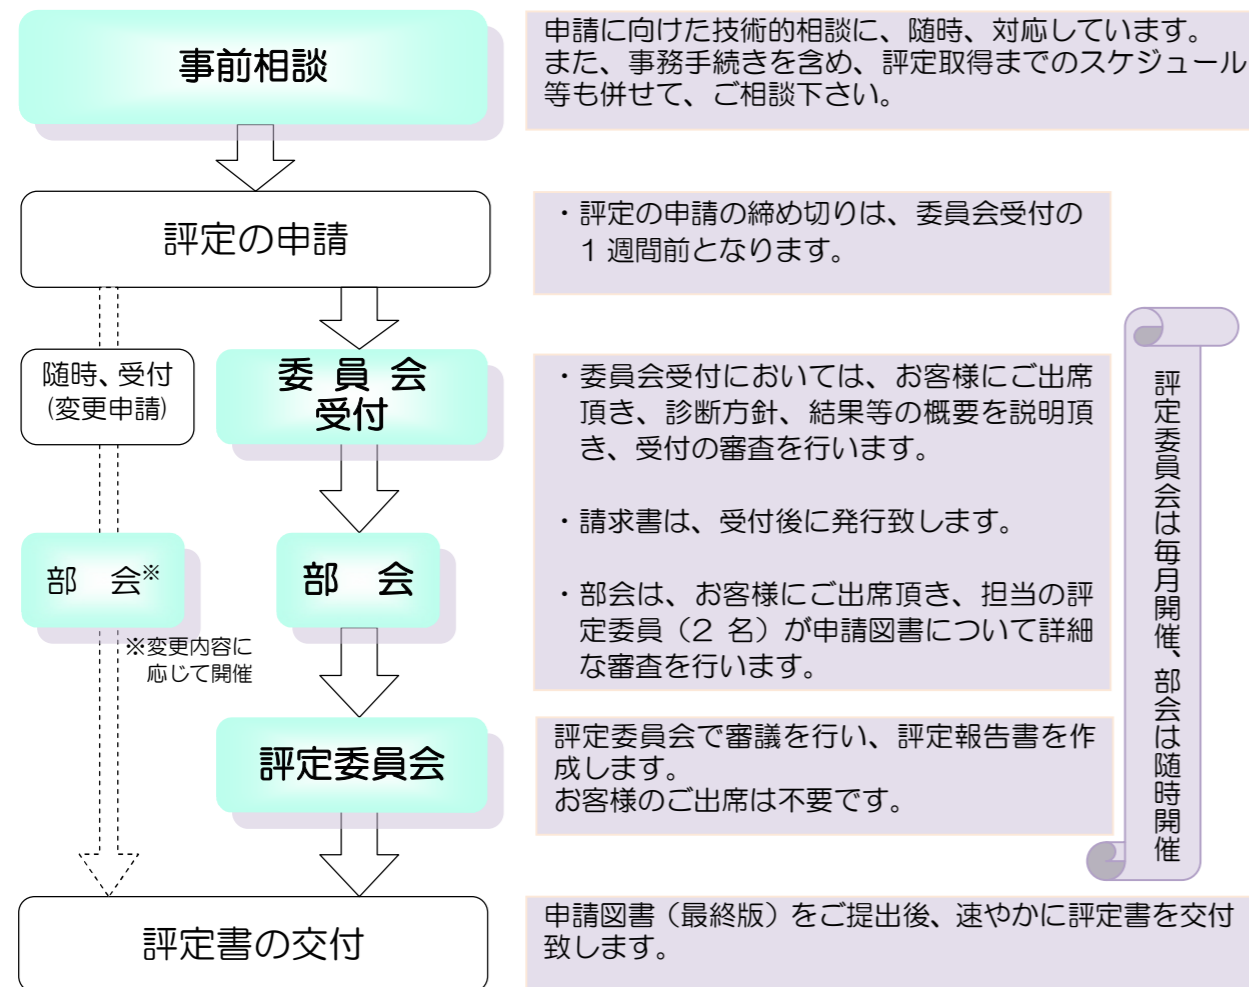 事前相談
申請に向けた技術的相談に、随時、対応しています。
また、事務手続きを含め、評定取得までのスケジュール
等も併せて、ご相談下さい。
評定の申請
・評定の申請の締め切りは、委員会受付の
1 週間前となります。
随時、受付
(変更申請)
委 員 会
受付
・委員会受付においては、お客様にご出席
頂き、診断方針、結果等の概要を説明頂
き、受付の審査を行います。
・請求書は、受付後に発行致します。
部　会※
※変更内容に
応じて開催
部　会
・部会は、お客様にご出席頂き、担当の評
定委員（2 名）が申請図書について詳細
な審査を行います。
評定委員会は毎月開催、部会は随時開催
評定委員会
評定委員会で審議を行い、評定報告書を作
成します。
お客様のご出席は不要です。
評定書の交付
申請図書（最終版）をご提出後、速やかに評定書を交付
致します。